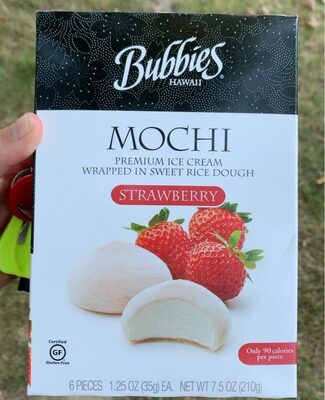 Bubbies®
HAWAII
MOCHI
PREMIUM ICE CREAM
WRAPPED IN SWEET RICE DOUGH
STRAWBERRY
Only 90 calories
per piece
Certified
GF
Gluten-Free
6 PIECES 1.25 OZ (35g) EA. NET WT 7.5 OZ (210g)